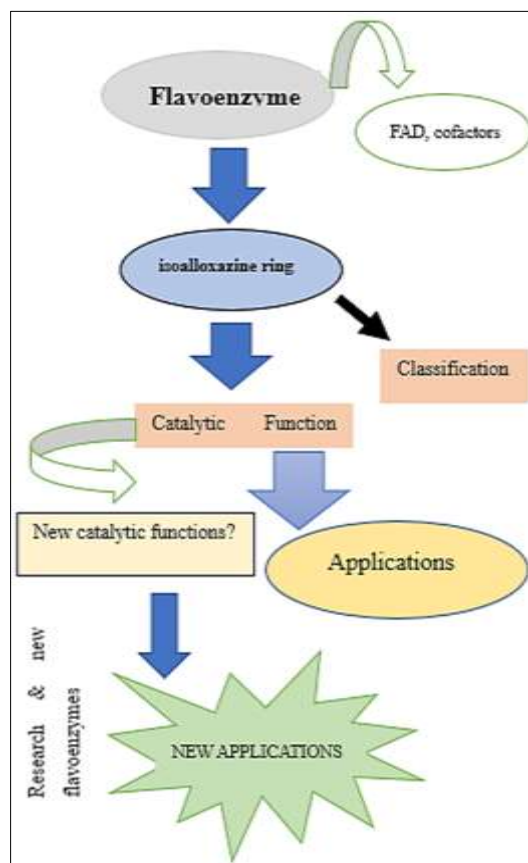 Flavoenzyme
FAD, cofactors
isoalloxazine ring
Classification
Catalytic Function
New catalytic functions?
Applications
Research & new
flavoenzymes
NEW APPLICATIONS